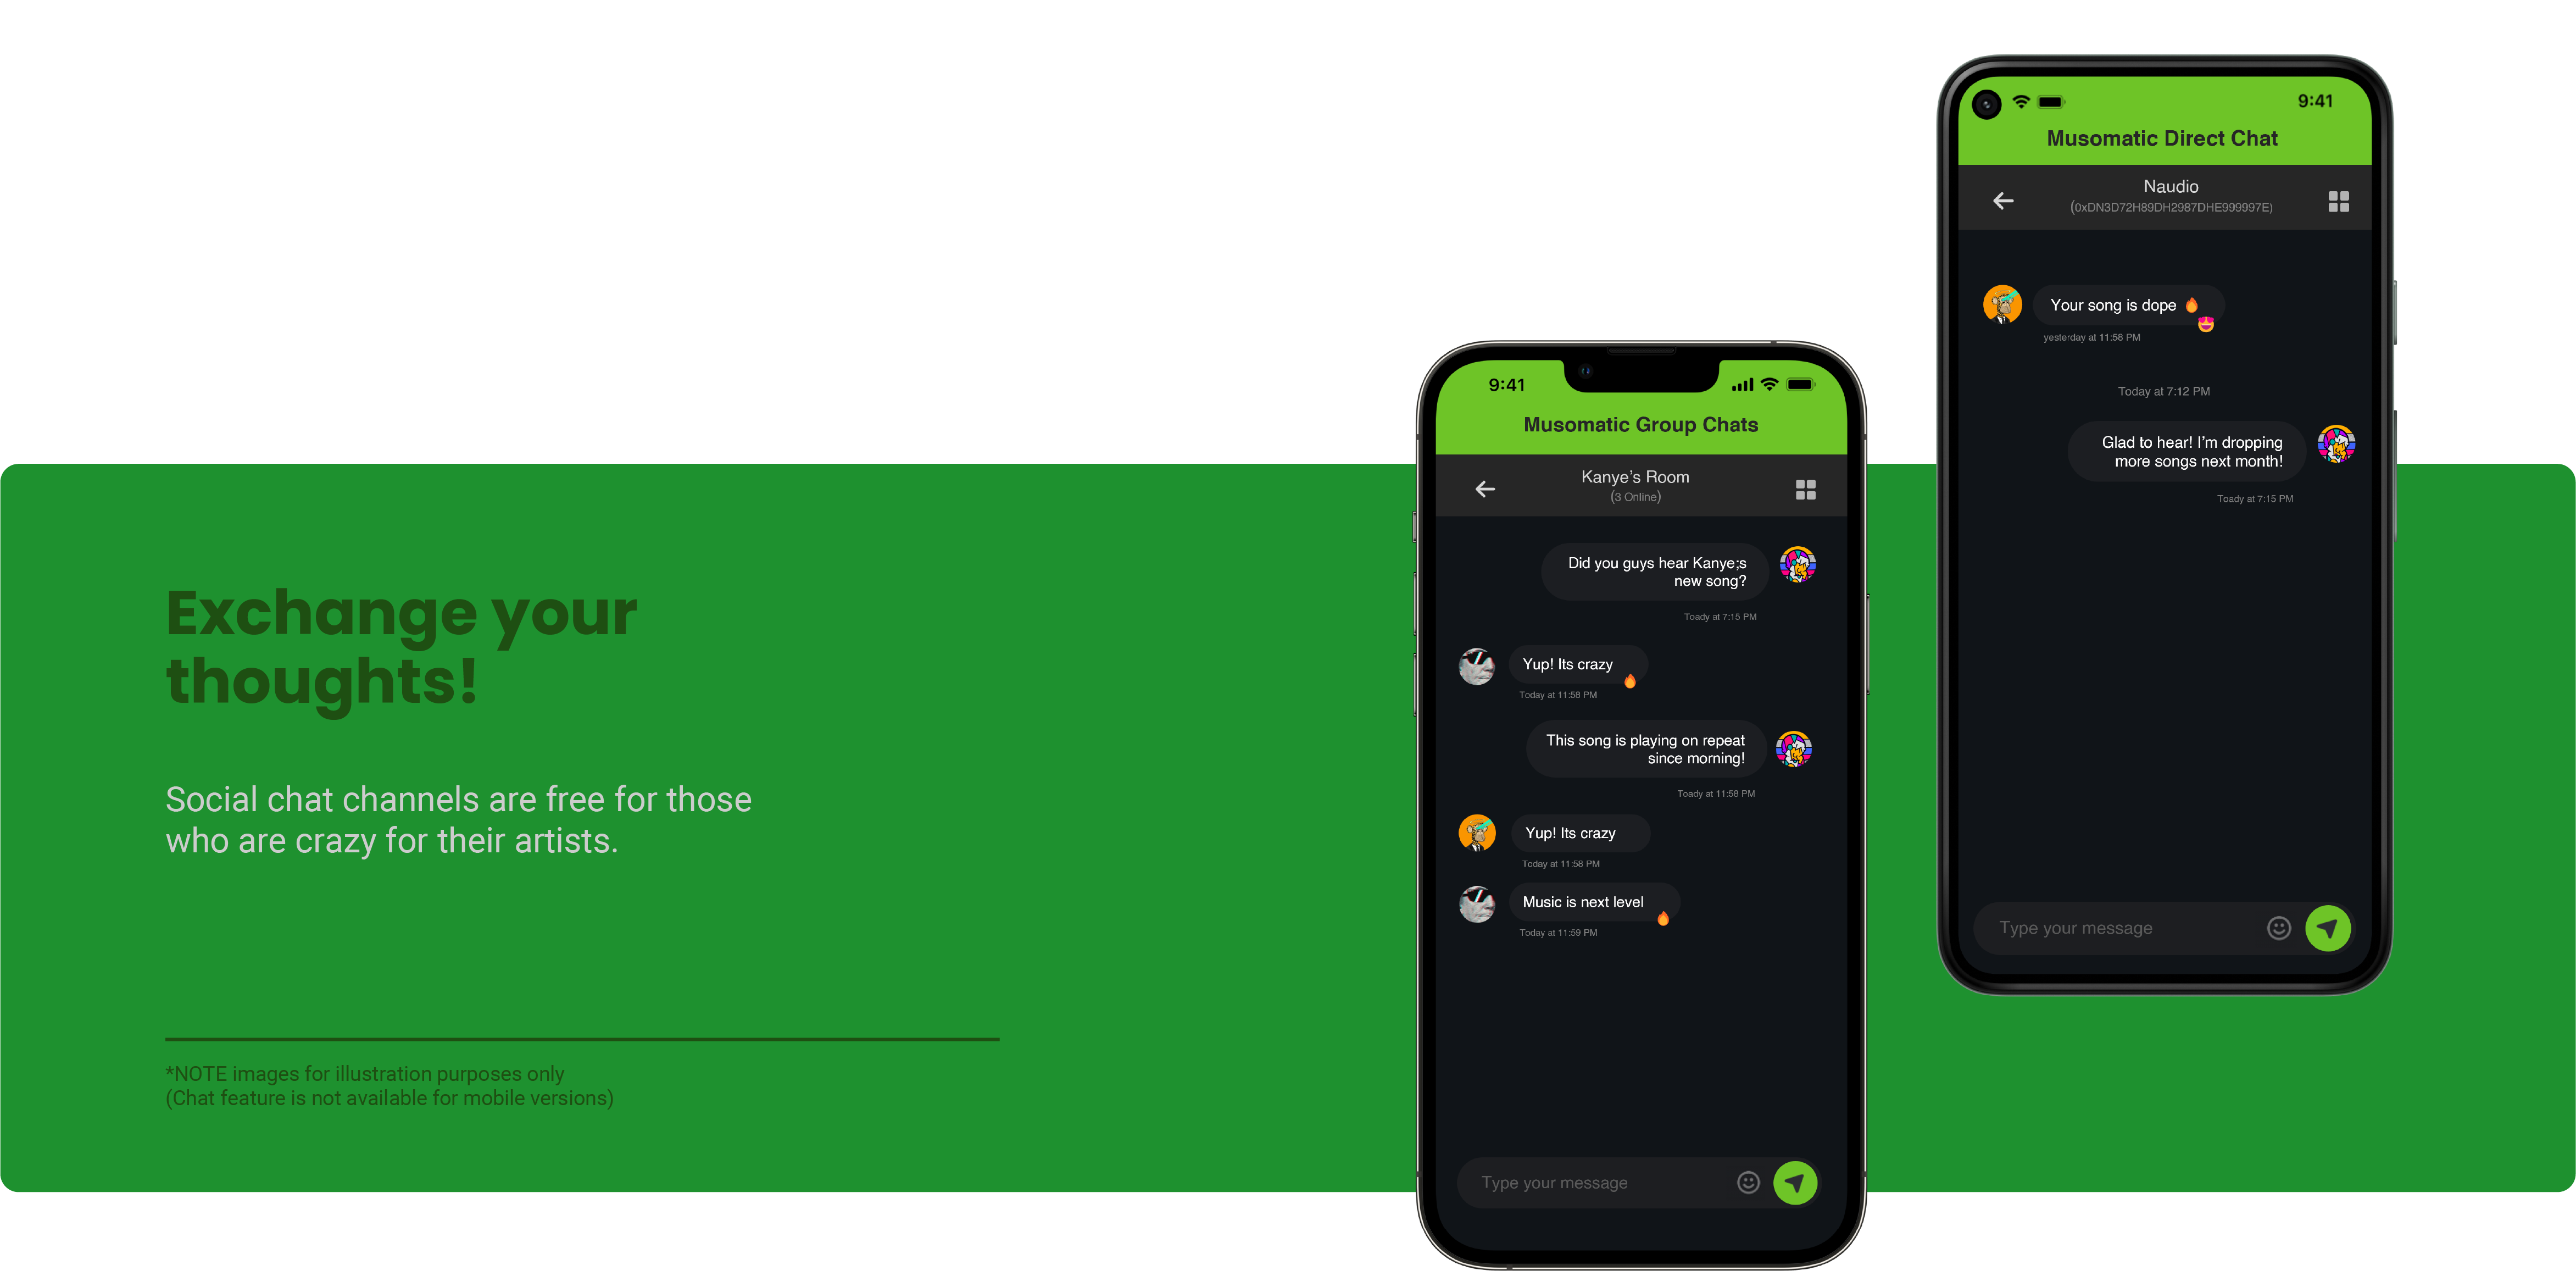 Exchange your
thoughts!
Social chat channels are free for those
who are crazy for their artists.
*NOTE images for illustration purposes only
(Chat feature is not available for mobile versions)
9:41
Musomatic Group Chats
Kanye’s Room
(3 Online)
Did you guys hear Kanye;s
new song?
Toady at 7:15 PM
Yup! Its crazy
Today at 11:58 PM
This song is playing on repeat
since morning!
Toady at 11:58 PM
Yup! Its crazy
Today at 11:58 PM
Music is next level
Today at 11:59 PM
Type your message
9:41
Musomatic Direct Chat
Naudio
(0xDN3D72H89DH2987DHE999997E)
Your song is dope 🔥
yesterday at 11:58 PM
Today at 7:12 PM
Glad to hear! I’m dropping
more songs next month!
Toady at 7:15 PM
Type your message